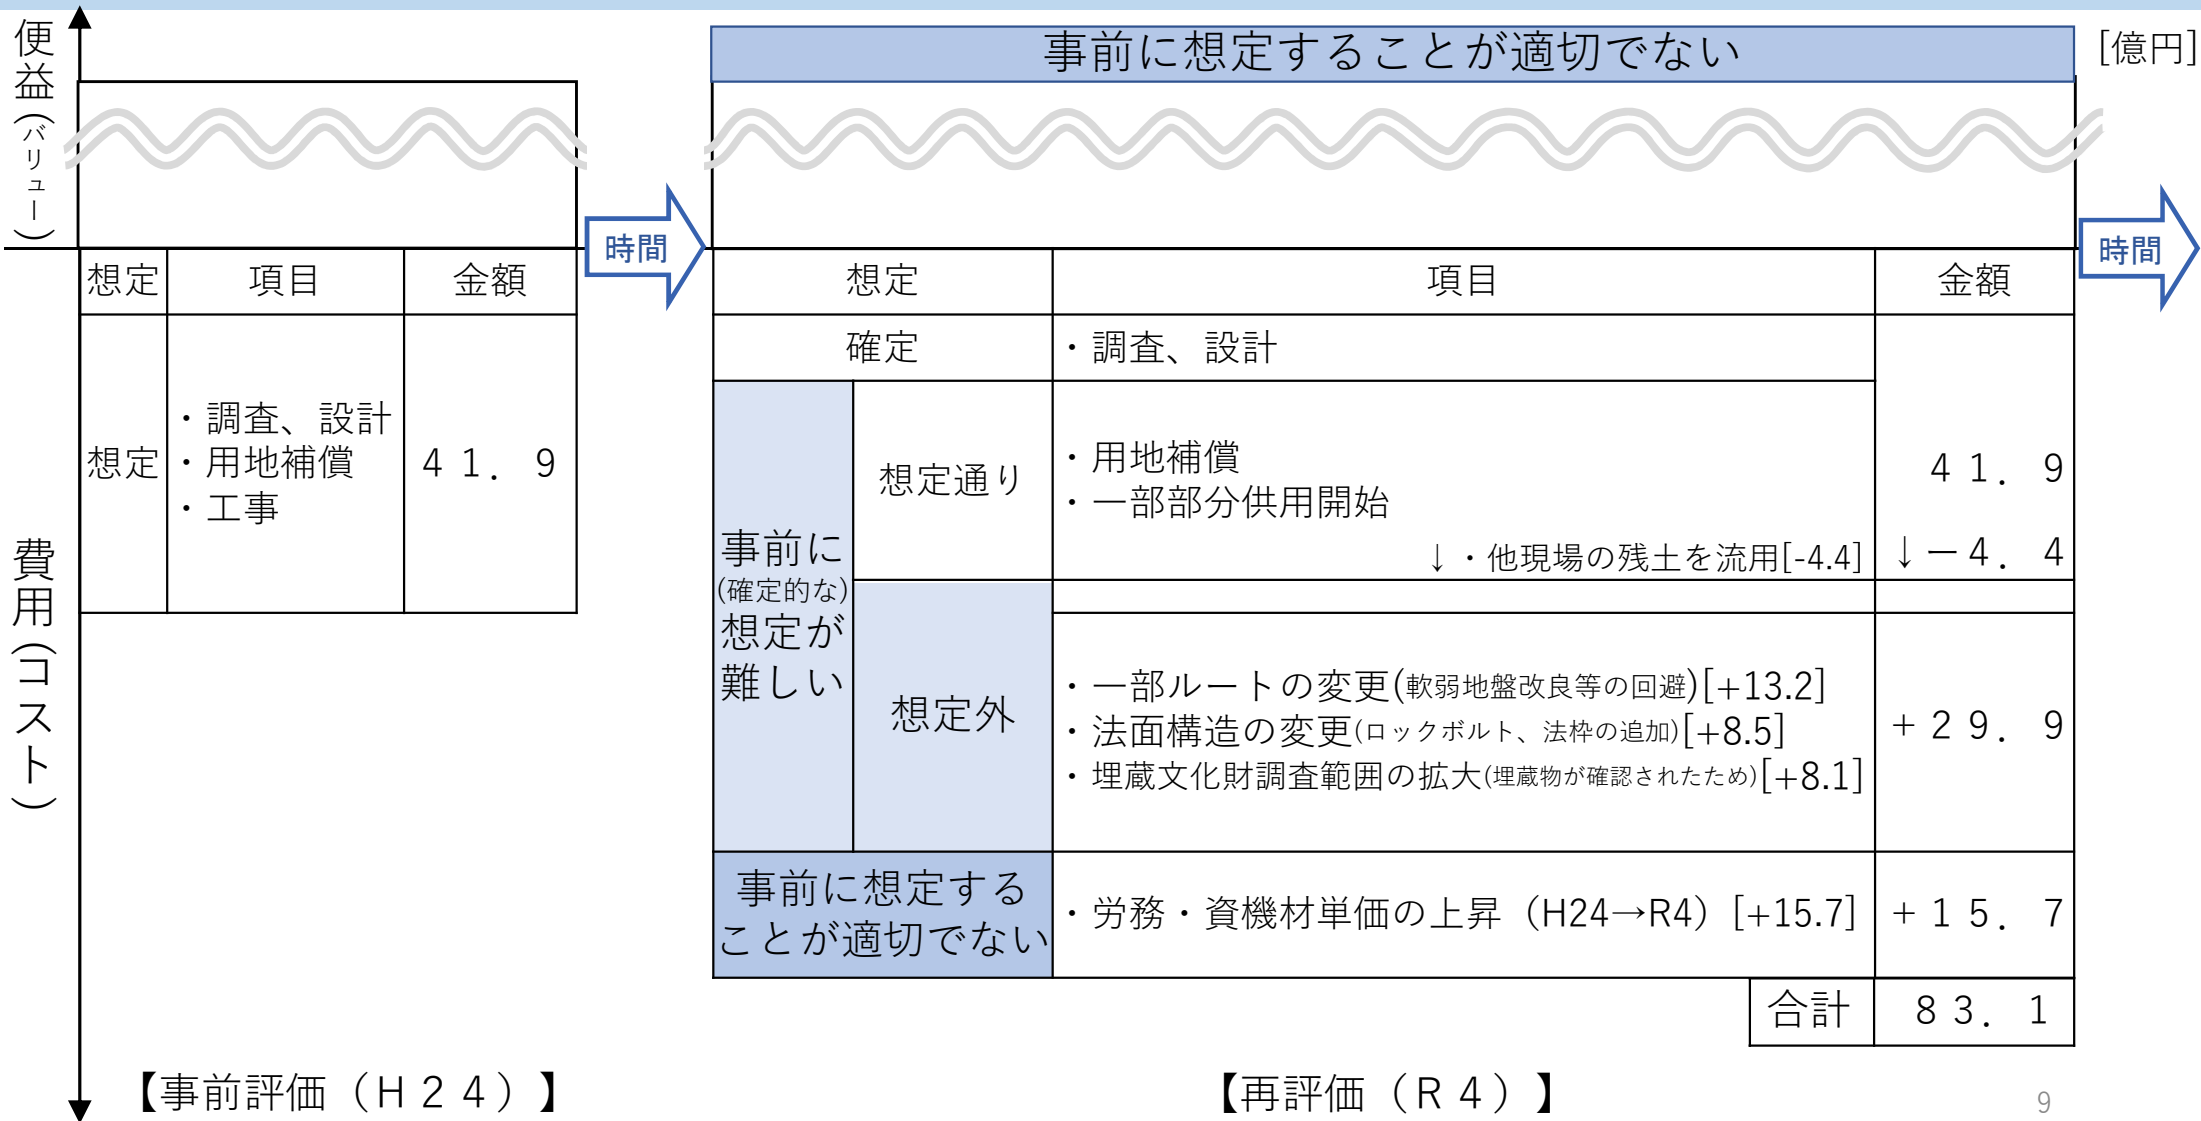 便益(バリュー)
事前に想定することが適切でない
[億円]
時間
時間
想定
項目
金額
想定
・調査、設計
・用地補償
・工事
41.9
想定
項目
金額
確定
・調査、設計
事前に
(確定的な)
想定が
難しい
想定通り
・用地補償
・一部部分供用開始
↓・他現場の残土を流用[-4.4]
41.9
↓－4.4
想定外
・一部ルートの変更(軟弱地盤改良等の回避)[+13.2]
・法面構造の変更(ロックボルト、法枠の追加)[+8.5]
・埋蔵文化財調査範囲の拡大(埋蔵物が確認されたため)[+8.1]
+29.9
事前に想定する
ことが適切でない
・労務・資機材単価の上昇（H24→R4）[+15.7]
+15.7
合計
83.1
費用(コスト)
【事前評価（H24）】
【再評価（R4）】
9